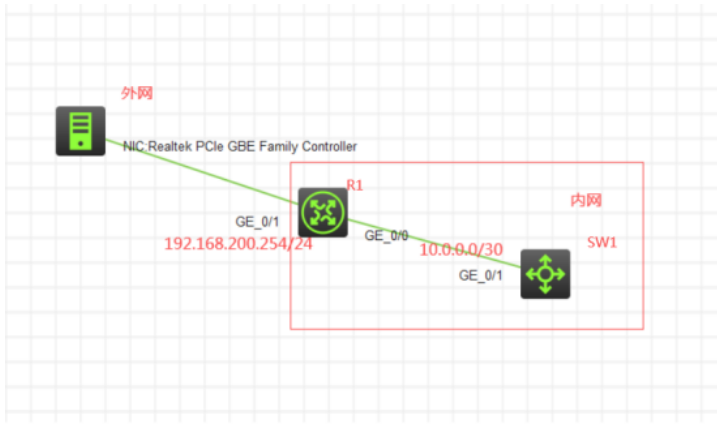 外网
NIC:Realtek PCIe GBE Family Controller
R1
内网
GE_0/1
GE_0/0
192.168.200.254/24
10.0.0.0/30
SW1
GE_0/1